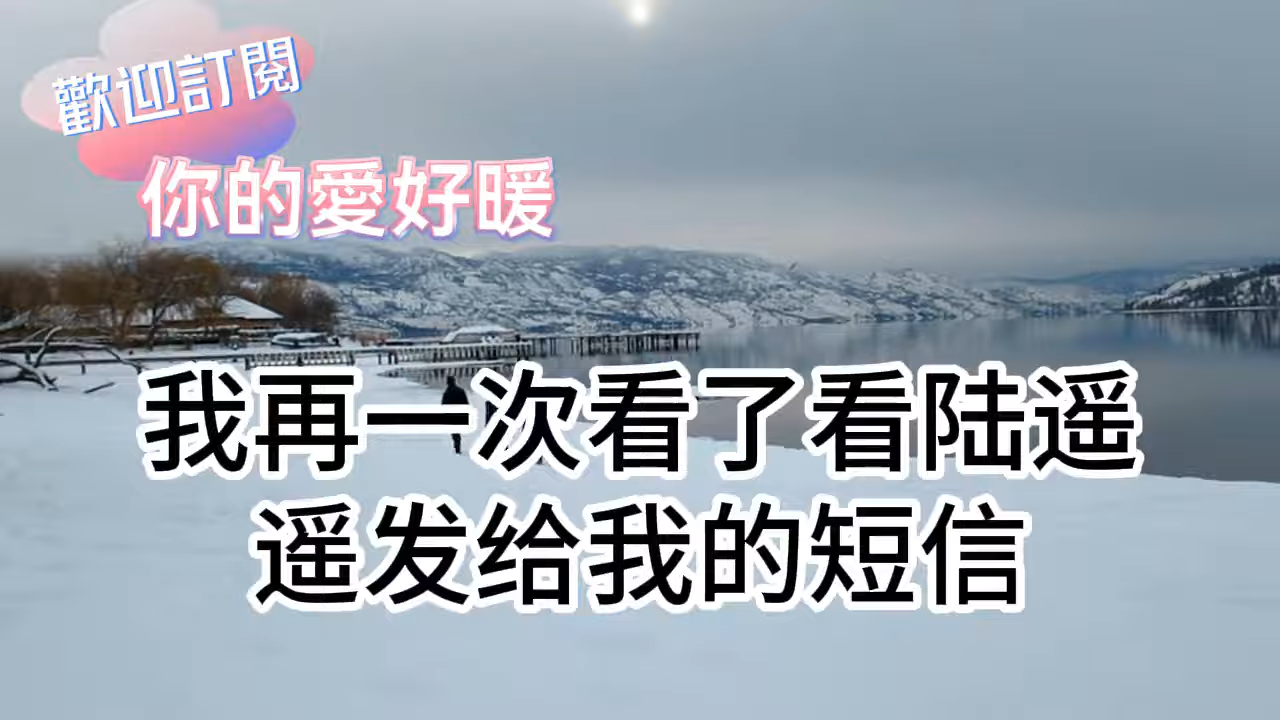 歡迎訂閱
你的愛好暖
我再一次看了看陆遥
遥发给我的短信